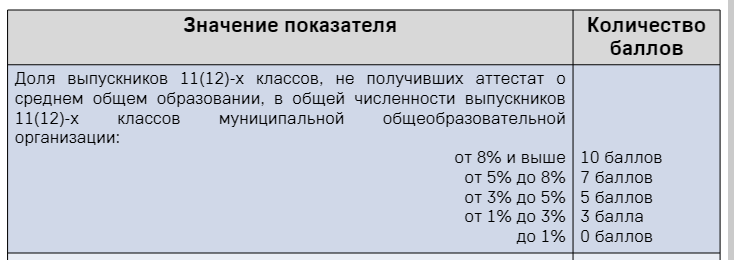 Значение показателя
Количество
баллов
Доля выпускников 11(12)-х классов, не получивших аттестат о
среднем общем образовании, в общей численности выпускников
11(12)-х классов муниципальной общеобразовательной
организации:
от 8% и выше 10 баллов
от 5% до 8% 7 баллов
от 3% до 5% 5 баллов
от 1% до 3% 3 балла
до 1% 0 баллов